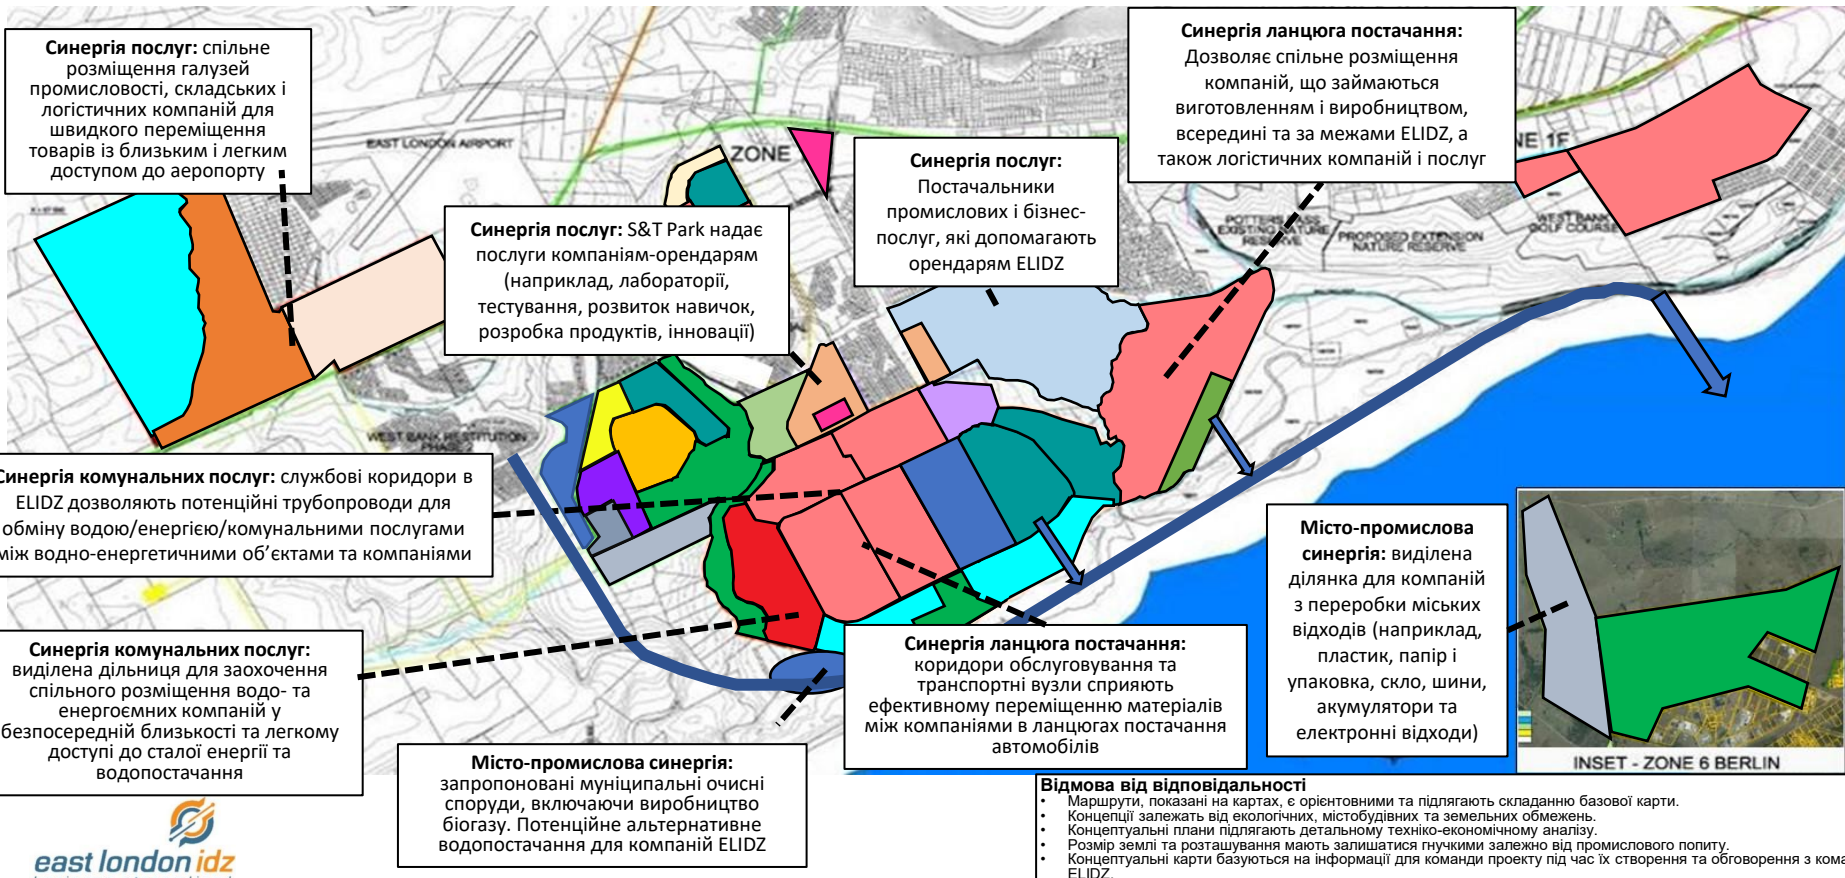 Синергія послуг: спільне
розміщення галузей
промисловості, складських і
логістичних компаній для
швидкого переміщення
товарів із близьким і легким
доступом до аеропорту
EAST LONDON AIRPORT
ZONE
Синергія послуг: S&T Park надає
послуги компаніям-орендарям
(наприклад, лабораторії,
тестування, розвиток навичок,
розробка продуктів, інновації)
Синергія послуг:
Постачальники
промислових і бізнес-
послуг, які допомагають
орендарям ELIDZ
Синергія ланцюга постачання:
Дозволяє спільне розміщення
компаній, що займаються
виготовленням і виробництвом,
всередині та за межами ELIDZ, а
також логістичних компаній і послуг
NE 1F
POTTERS PASS
EXISTING NATURE
RESERVE
PROPOSED EXTENSION
NATURE RESERVE
WEST BANK
GOLF COURSE
WEST BANK RESTITUTION
PHASE
Синергія комунальних послуг: службові коридори в
ELIDZ дозволяють потенційні трубопроводи для
обміну водою/енергією/комунальними послугами
між водно-енергетичними об’єктами та компаніями
Синергія комунальних послуг:
виділена дільниця для заохочення
спільного розміщення водо- та
енергоємних компаній у
безпосередній близькості та легкому
доступі до сталої енергії та
водопостачання
Місто-промислова синергія:
запропоновані муніципальні очисні
споруди, включаючи виробництво
біогазу. Потенційне альтернативне
водопостачання для компаній ELIDZ
Синергія ланцюга постачання:
коридори обслуговування та
транспортні вузли сприяють
ефективному переміщенню матеріалів
між компаніями в ланцюгах постачання
автомобілів
Місто-промислова
синергія: виділена
ділянка для компаній
з переробки міських
відходів (наприклад,
пластик, папір і
упаковка, скло, шини,
акумулятори та
електронні відходи)
INSET - ZONE 6 BERLIN
Відмова від відповідальності
• Маршрути, показані на картах, є орієнтовними та підлягають складанню базової карти.
• Концепції залежать від екологічних, містобудівних та земельних обмежень.
• Концептуальні плани підлягають детальному техніко-економічному аналізу.
• Розмір землі та розташування мають залишатися гнучкими залежно від промислового попиту.
• Концептуальні карти базуються на інформації для команди проекту під час їх створення та обговорення з кома
ELIDZ.
east london idz